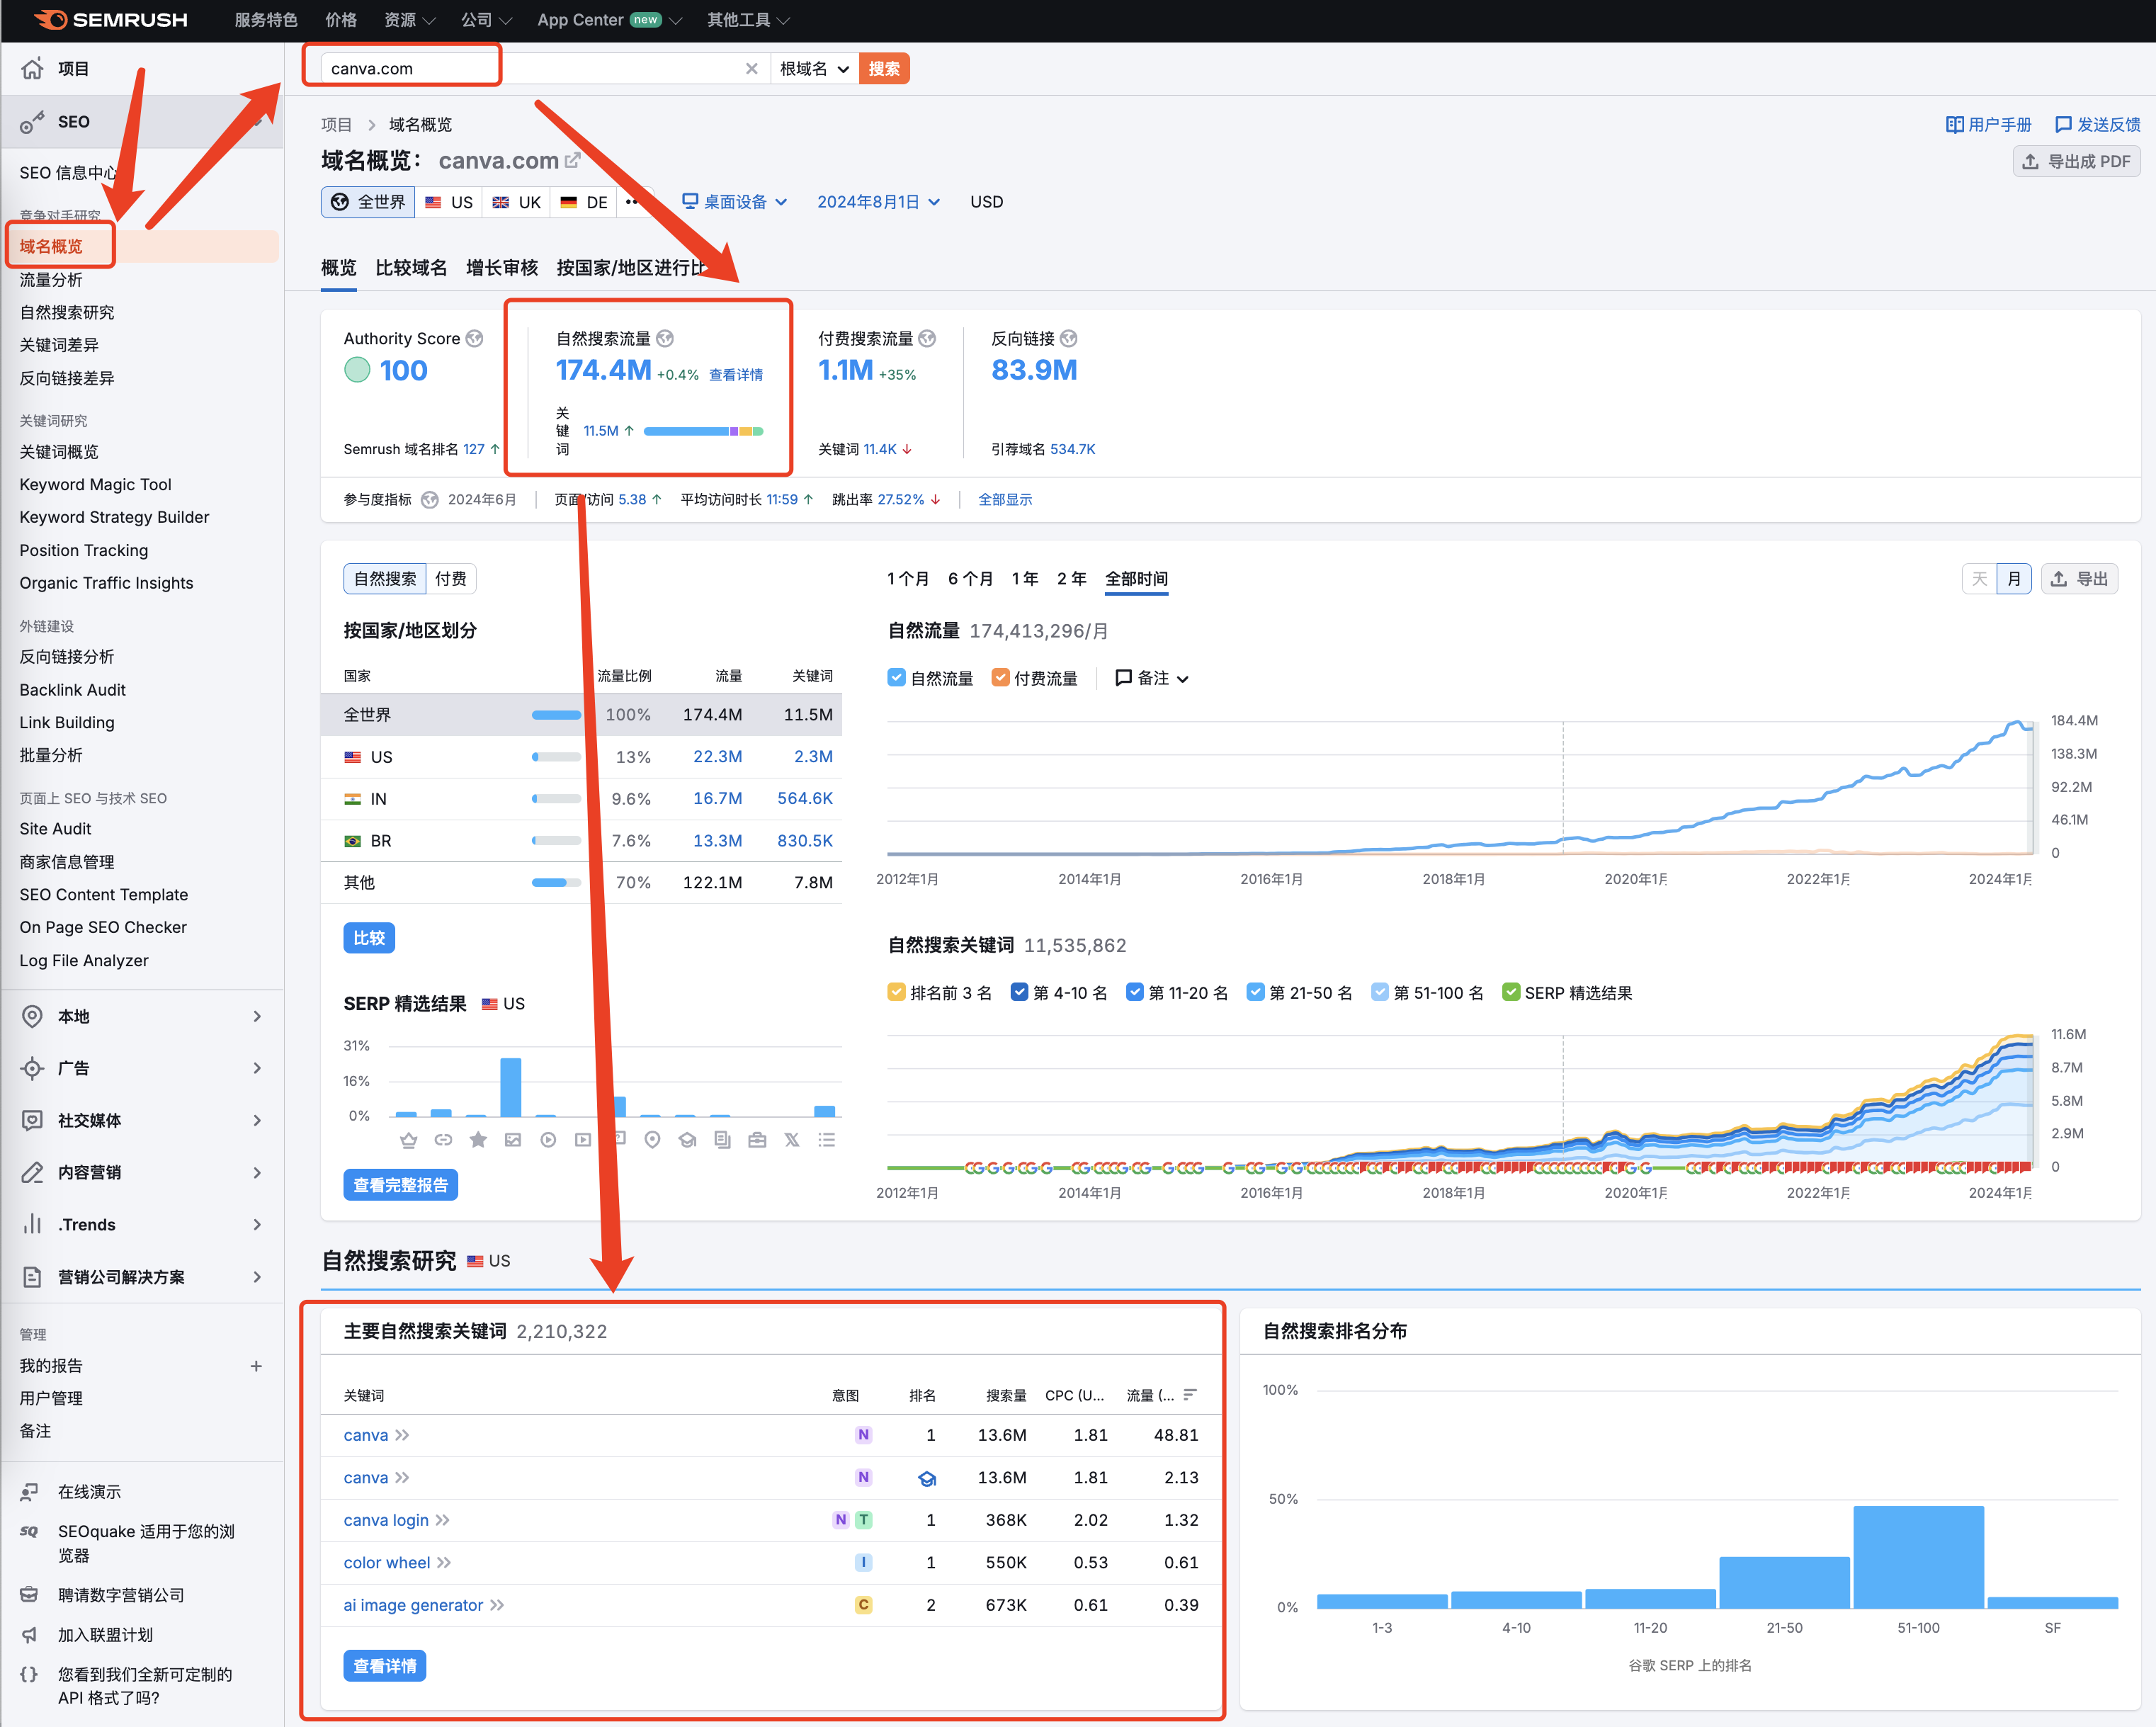 SEMRUSH
服务特色 价格 资源 公司 App Center new 其他工具
项目
SEO
SEO 信息中心
竞争对手研究
域名概览
流量分析
自然搜索研究
关键词差异
反向链接差异
关键词研究
关键词概览
Keyword Magic Tool
Keyword Strategy Builder
Position Tracking
Organic Traffic Insights
外链建设
反向链接分析
Backlink Audit
Link Building
批量分析
页面上 SEO 与技术 SEO
Site Audit
商家信息管理
SEO Content Template
On Page SEO Checker
Log File Analyzer
本地
广告
社交媒体
内容营销
.Trends
营销公司解决方案
管理
我的报告 +
用户管理
备注
在线演示
SEOquake 适用于您的浏
览器
聘请数字营销公司
加入联盟计划
您看到我们全新可定制的
API 格式了吗?
canva.com 根域名 搜索
项目 > 域名概览
用户手册 发送反馈
域名概览： canva.com
导出成 PDF
全世界 US UK DE 桌面设备 2024年8月1日 USD
概览 比较域名 增长审核 按国家/地区进行比
Authority Score
100
Semrush 域名排名 127 ↑
自然搜索流量
174.4M +0.4% 查看详情
关键词 11.5M ↑
付费搜索流量
1.1M +35%
关键词 11.4K ↓
反向链接
83.9M
引荐域名 534.7K
参与度指标 2024年6月 页面/访问 5.38 ↑ 平均访问时长 11:59 ↑ 跳出率 27.52% ↓ 全部显示
自然搜索 付费
按国家/地区划分
国家 流量比例 流量 关键词
全世界 100% 174.4M 11.5M
US 13% 22.3M 2.3M
IN 9.6% 16.7M 564.6K
BR 7.6% 13.3M 830.5K
其他 70% 122.1M 7.8M
比较
SERP 精选结果 US
31%
16%
0%
查看完整报告
1 个月 6 个月 1 年 2 年 全部时间
天 月 导出
自然流量 174,413,296/月
自然流量 付费流量 备注
184.4M
138.3M
92.2M
46.1M
0
2012年1月 2014年1月 2016年1月 2018年1月 2020年1月 2022年1月 2024年1月
自然搜索关键词 11,535,862
排名前 3 名 第 4-10 名 第 11-20 名 第 21-50 名 第 51-100 名 SERP 精选结果
11.6M
8.7M
5.8M
2.9M
0
2012年1月 2014年1月 2016年1月 2018年1月 2020年1月 2022年1月 2024年1月
自然搜索研究 US
主要自然搜索关键词 2,210,322
关键词 意图 排名 搜索量 CPC (U... 流量 (...
canva N 1 13.6M 1.81 48.81
canva N 13.6M 1.81 2.13
canva login N T 1 368K 2.02 1.32
color wheel I 1 550K 0.53 0.61
ai image generator C 2 673K 0.61 0.39
查看详情
自然搜索排名分布
100%
50%
0%
1-3 4-10 11-20 21-50 51-100 SF
谷歌 SERP 上的排名